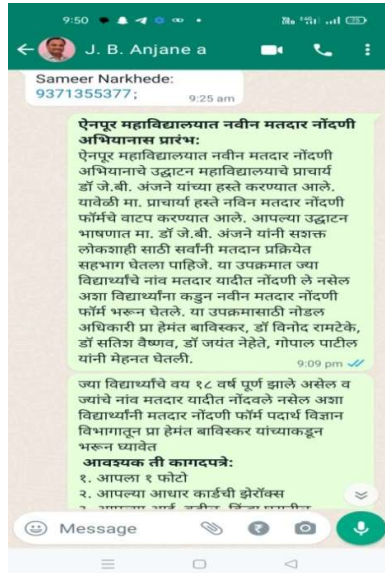 9:50
J. B. Anjane a
Sameer Narkhede:
9371355377;
9:25 am
ऐनपूर महाविद्यालयात नवीन मतदार नोंदणी
अभियानास प्रारंभ:
ऐनपूर महाविद्यालयात नवीन मतदार नोंदणी
अभियानाचे उद्घाटन महाविद्यालयाचे प्राचार्य
डॉ जे.बी. अंजने यांच्या हस्ते करण्यात आले.
यावेळी मा. प्राचार्या हस्ते नविन मतदार नोंदणी
फॉर्मचे वाटप करण्यात आले. आपल्या उद्घाटन
भाषणात मा. डॉ जे.बी. अंजने यांनी सशक्त
लोकशाही साठी सर्वांनी मतदान प्रक्रियेत
सहभाग घेतला पाहिजे. या उपक्रमात ज्या
विद्यार्थ्यांचे नांव मतदार यादीत नोंदणी ले नसेल
अशा विद्यार्थ्यांना कडुन नवीन मतदार नोंदणी
फॉर्म भरून घेतले. या उपक्रमासाठी नोडल
अधिकारी प्रा हेमंत बाविस्कर, डॉ विनोद रामटेके,
डॉ सतिश वैष्णव, डॉ जयंत नेहेते, गोपाल पाटील
यांनी मेहनत घेतली.
9:09 pm
ज्या विद्यार्थ्यांचे वय १८ वर्ष पूर्ण झाले असेल व
ज्यांचे नांव मतदार यादीत नोंदवले नसेल अशा
विद्यार्थ्यांनी मतदार नोंदणी फॉर्म पदार्थ विज्ञान
विभागातून प्रा हेमंत बाविस्कर यांच्याकडून
भरून घ्यावेत
आवश्यक ती कागदपत्रे:
१. आपला १ फोटो
२. आपल्या आधार कार्डची झेरॉक्स
Message